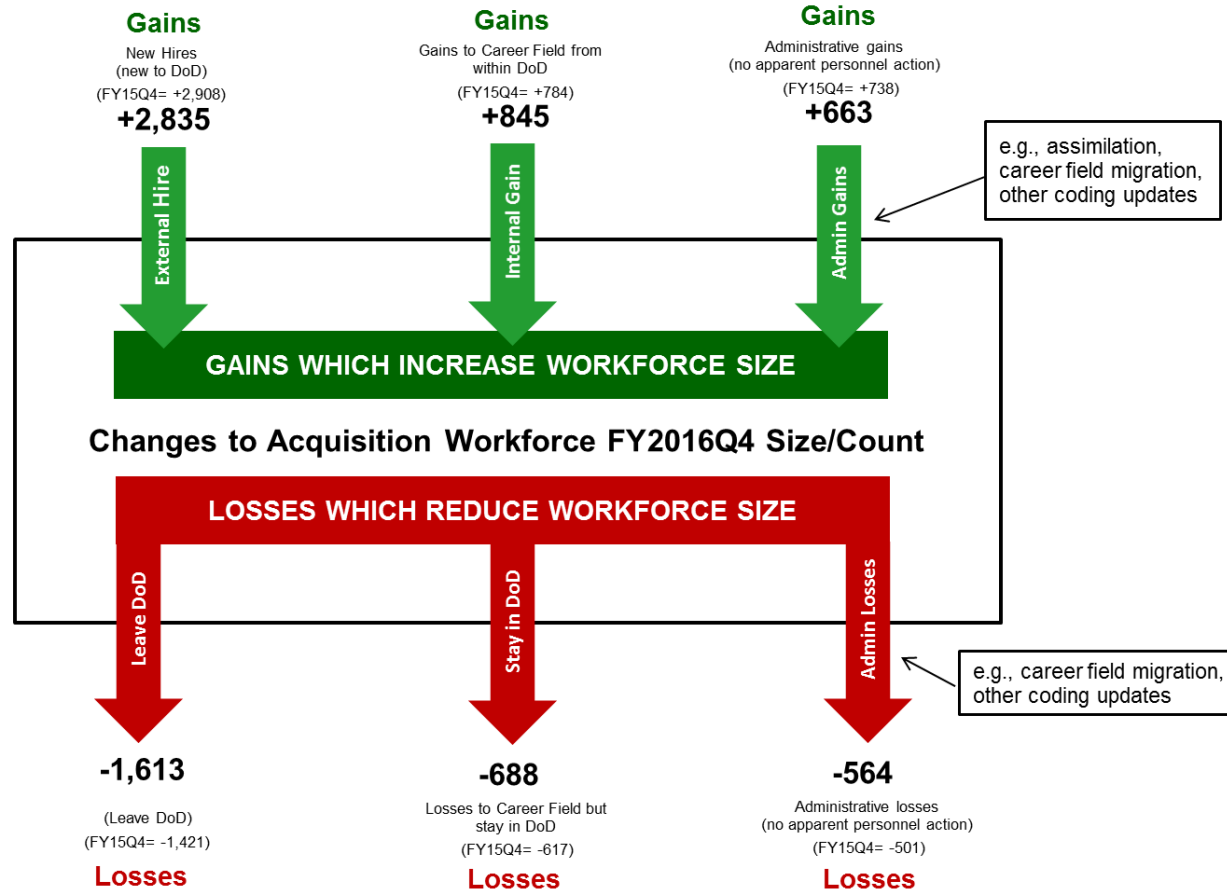 Gains
New Hires
(new to DoD)
(FY15Q4= +2,908)
+2,835
Gains
Gains to Career Field from
within DoD
(FY15Q4= +784)
+845
Gains
Administrative gains
(no apparent personnel action)
(FY15Q4= +738)
+663
e.g., assimilation,
career field migration,
other coding updates
External Hire
Internal Gain
Admin Gains
GAINS WHICH INCREASE WORKFORCE SIZE
Changes to Acquisition Workforce FY2016Q4 Size/Count
LOSSES WHICH REDUCE WORKFORCE SIZE
Leave DoD
Stay in DoD
Admin Losses
e.g., career field migration,
other coding updates
-1,613
(Leave DoD)
(FY15Q4= -1,421)
Losses
-688
Losses to Career Field but
stay in DoD
(FY15Q4= -617)
Losses
-564
Administrative losses
(no apparent personnel action)
(FY15Q4= -501)
Losses